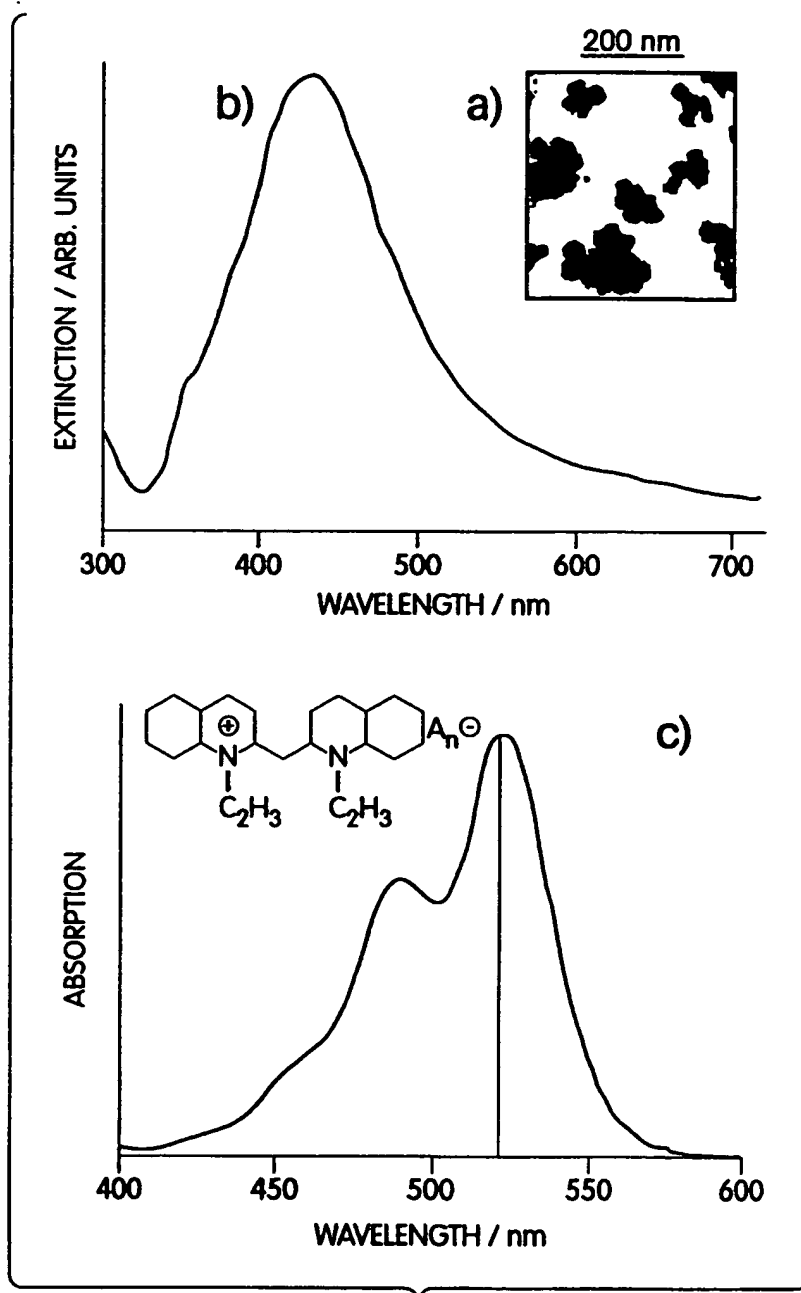 200 nm
b) a)
EXTINCTION / ARB. UNITS
300 400 500 600 700
WAVELENGTH / nm
c)
⊕ Aₙ⊖
N N
C₂H₃ C₂H₃
ABSORPTION
400 450 500 550 600
WAVELENGTH / nm